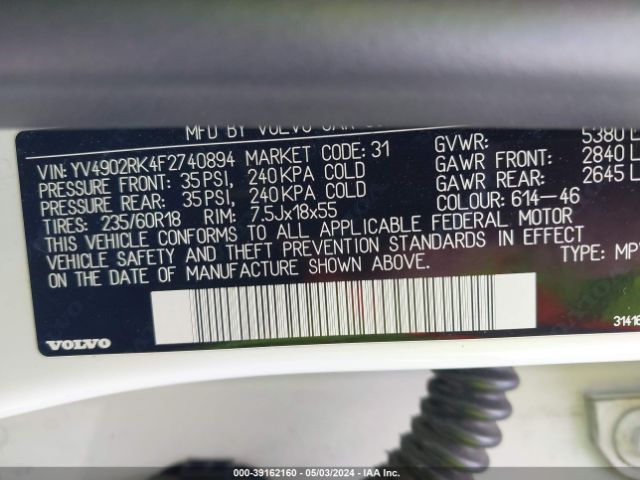 MFD BY VOLVO CAR
VIN: YV4902RK4F2740894 MARKET CODE: 31
PRESSURE FRONT: 35PSI, 240KPA COLD
PRESSURE REAR: 35PSI, 240KPA COLD
TIRES: 235/60R18 RIM: 7.5Jx18x55
GVWR: 5380 L
GAWR FRONT: 2840 L
GAWR REAR: 2645 L
COLOUR: 614-46
THIS VEHICLE CONFORMS TO ALL APPLICABLE FEDERAL MOTOR
VEHICLE SAFETY AND THEFT PREVENTION STANDARDS IN EFFECT
ON THE DATE OF MANUFACTURE SHOWN ABOVE.
TYPE: MPV
31416
VOLVO
000-39162160 - 05/03/2024 - IAA Inc.